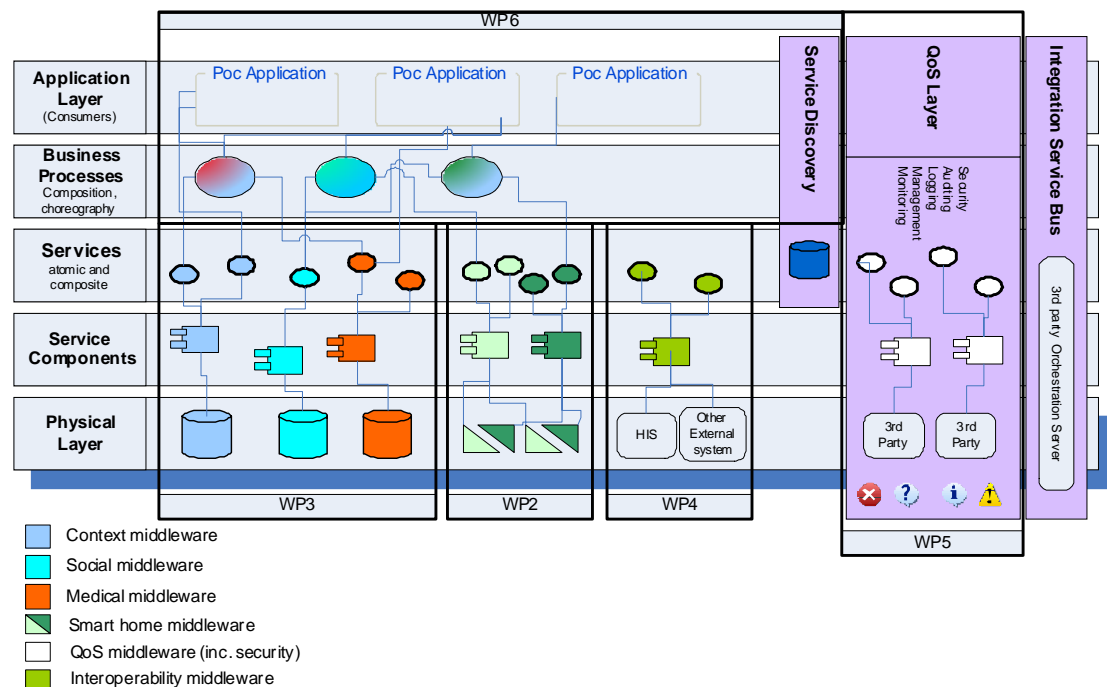 WP6
Application
Layer
(Consumers)
Poc Application
Poc Application
Poc Application
Business
Processes
Composition,
choreography
Services
atomic and
composite
Service
Components
Physical
Layer
HIS
Other
External
system
Service Discovery
QoS Layer
Security
Audting
Logging
Management
Monitoring
3rd
Party
3 rd
Party
Integration Service Bus
3rd party Orchestration Server
WP3
WP2
WP4
WP5
Context middleware
Social middleware
Medical middleware
Smart home middleware
QoS middleware (inc. security)
Interoperability middleware